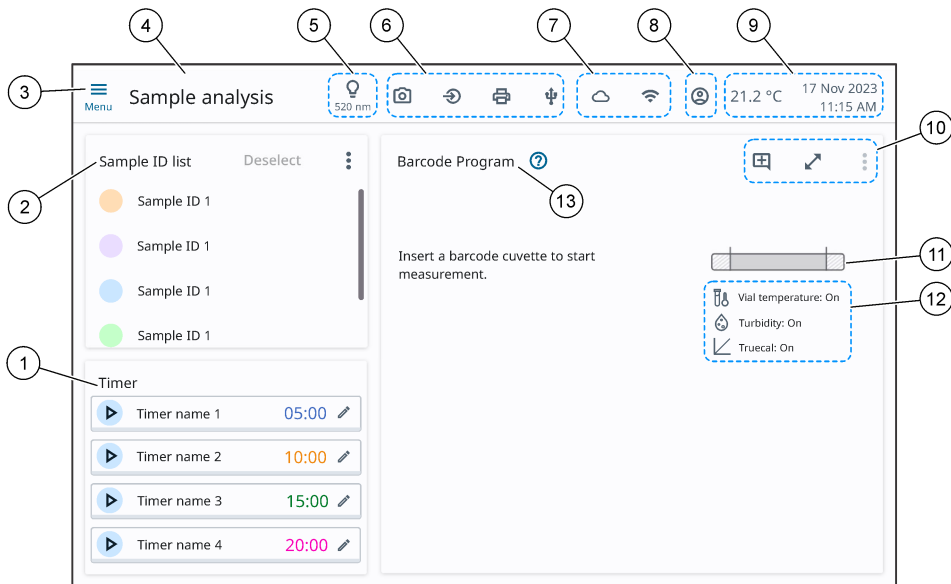 4
5
6
7
8
9
3
Menu
Sample analysis
520 nm
21.2 °C
17 Nov 2023
11:15 AM
10
2
Sample ID list
Deselect
Sample ID 1
Sample ID 1
Sample ID 1
Sample ID 1
Barcode Program
?
13
Insert a barcode cuvette to start
measurement.
11
12
Vial temperature: On
Turbidity: On
Truecal: On
1
Timer
Timer name 1 05:00
Timer name 2 10:00
Timer name 3 15:00
Timer name 4 20:00